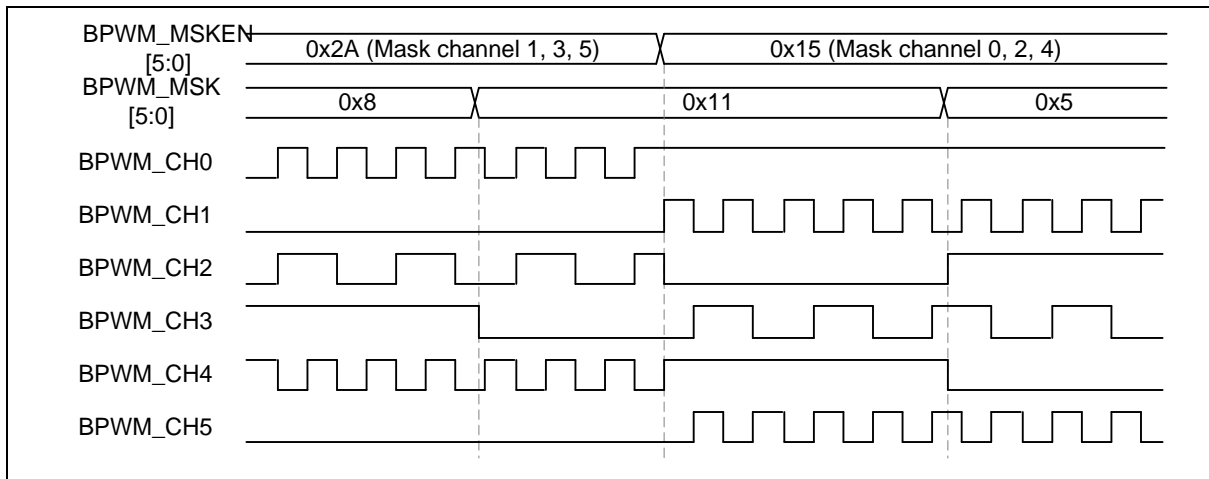 BPWM_MSKEN
[5:0]
0x2A (Mask channel 1, 3, 5)
0x15 (Mask channel 0, 2, 4)
BPWM_MSK
[5:0]
0x8
0x11
0x5
BPWM_CH0
BPWM_CH1
BPWM_CH2
BPWM_CH3
BPWM_CH4
BPWM_CH5